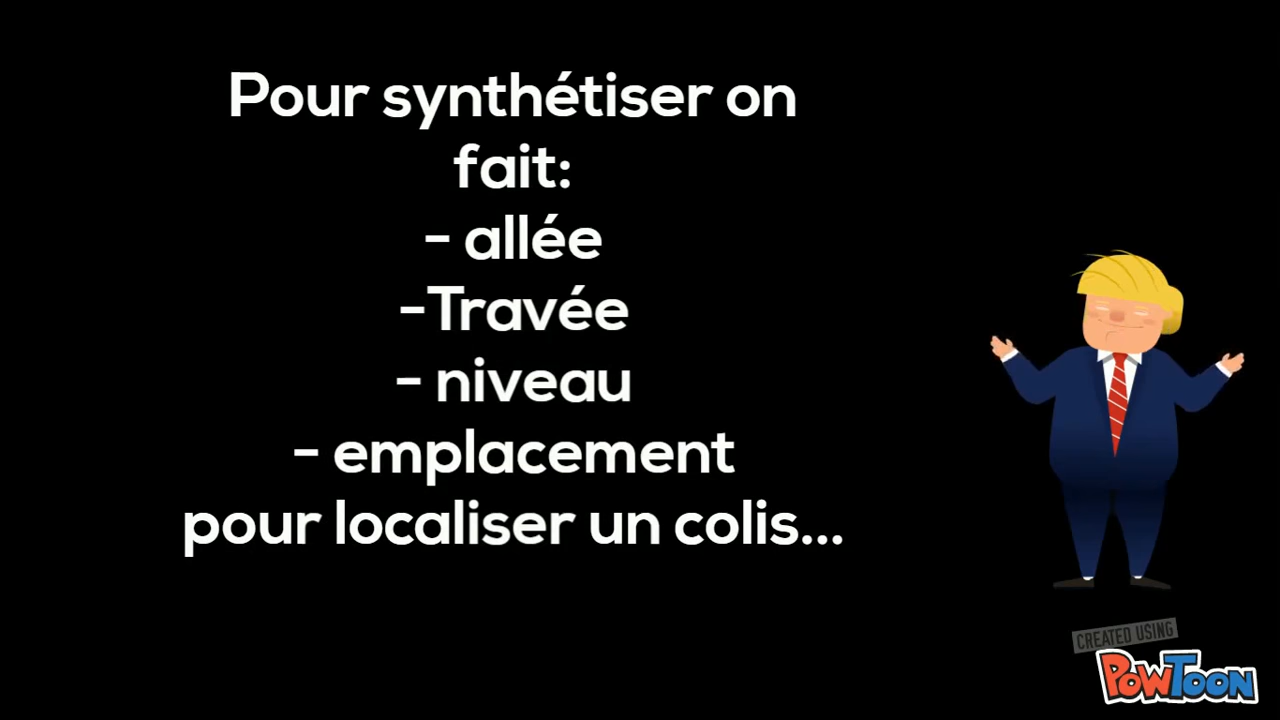 Pour synthétiser on
fait:
- allée
-Travée
- niveau
- emplacement
pour localiser un colis...
CREATED USING
POWTOON